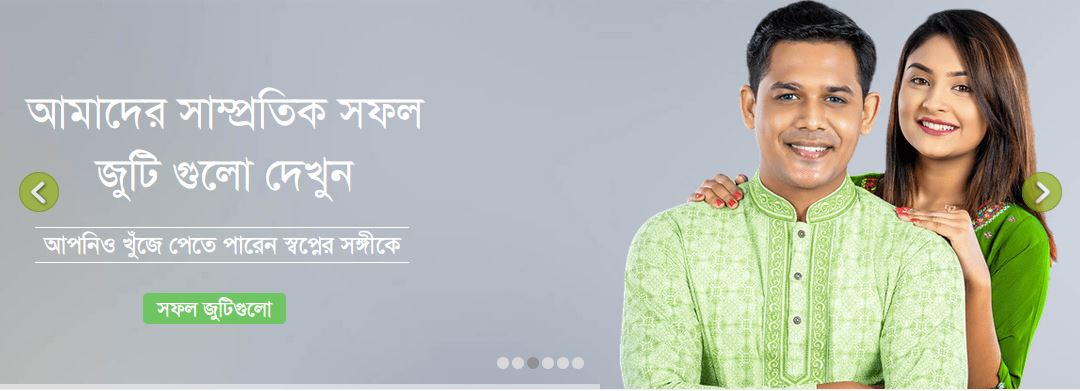 আমাদের সাম্প্রতিক সফল
জুটি গুলো দেখুন
আপনিও খুঁজে পেতে পারেন স্বপ্নের সঙ্গীকে
সফল জুটিগুলো